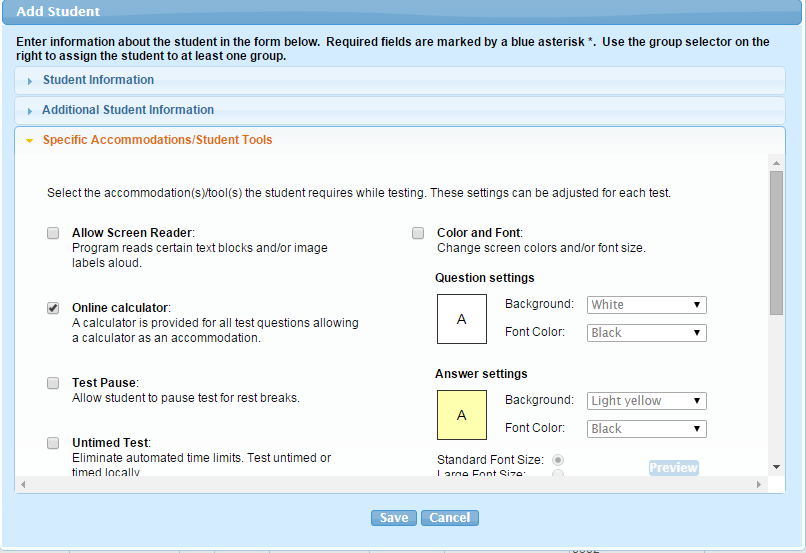 Add Student
Enter information about the student in the form below. Required fields are marked by a blue asterisk *. Use the group selector on the
right to assign the student to at least one group.
Student Information
Additional Student Information
Specific Accommodations/Student Tools
Select the accommodation(s)/tool(s) the student requires while testing. These settings can be adjusted for each test.
Allow Screen Reader:
Program reads certain text blocks and/or image
labels aloud.
Online calculator:
A calculator is provided for all test questions allowing
a calculator as an accommodation.
Test Pause:
Allow student to pause test for rest breaks.
Untimed Test:
Eliminate automated time limits. Test untimed or
timed locally
Color and Font:
Change screen colors and/or font size.
Question settings
A
Background: White
Font Color: Black
Answer settings
A
Background: Light yellow
Font Color: Black
Standard Font Size:
Large Font Size:
Preview
Save Cancel